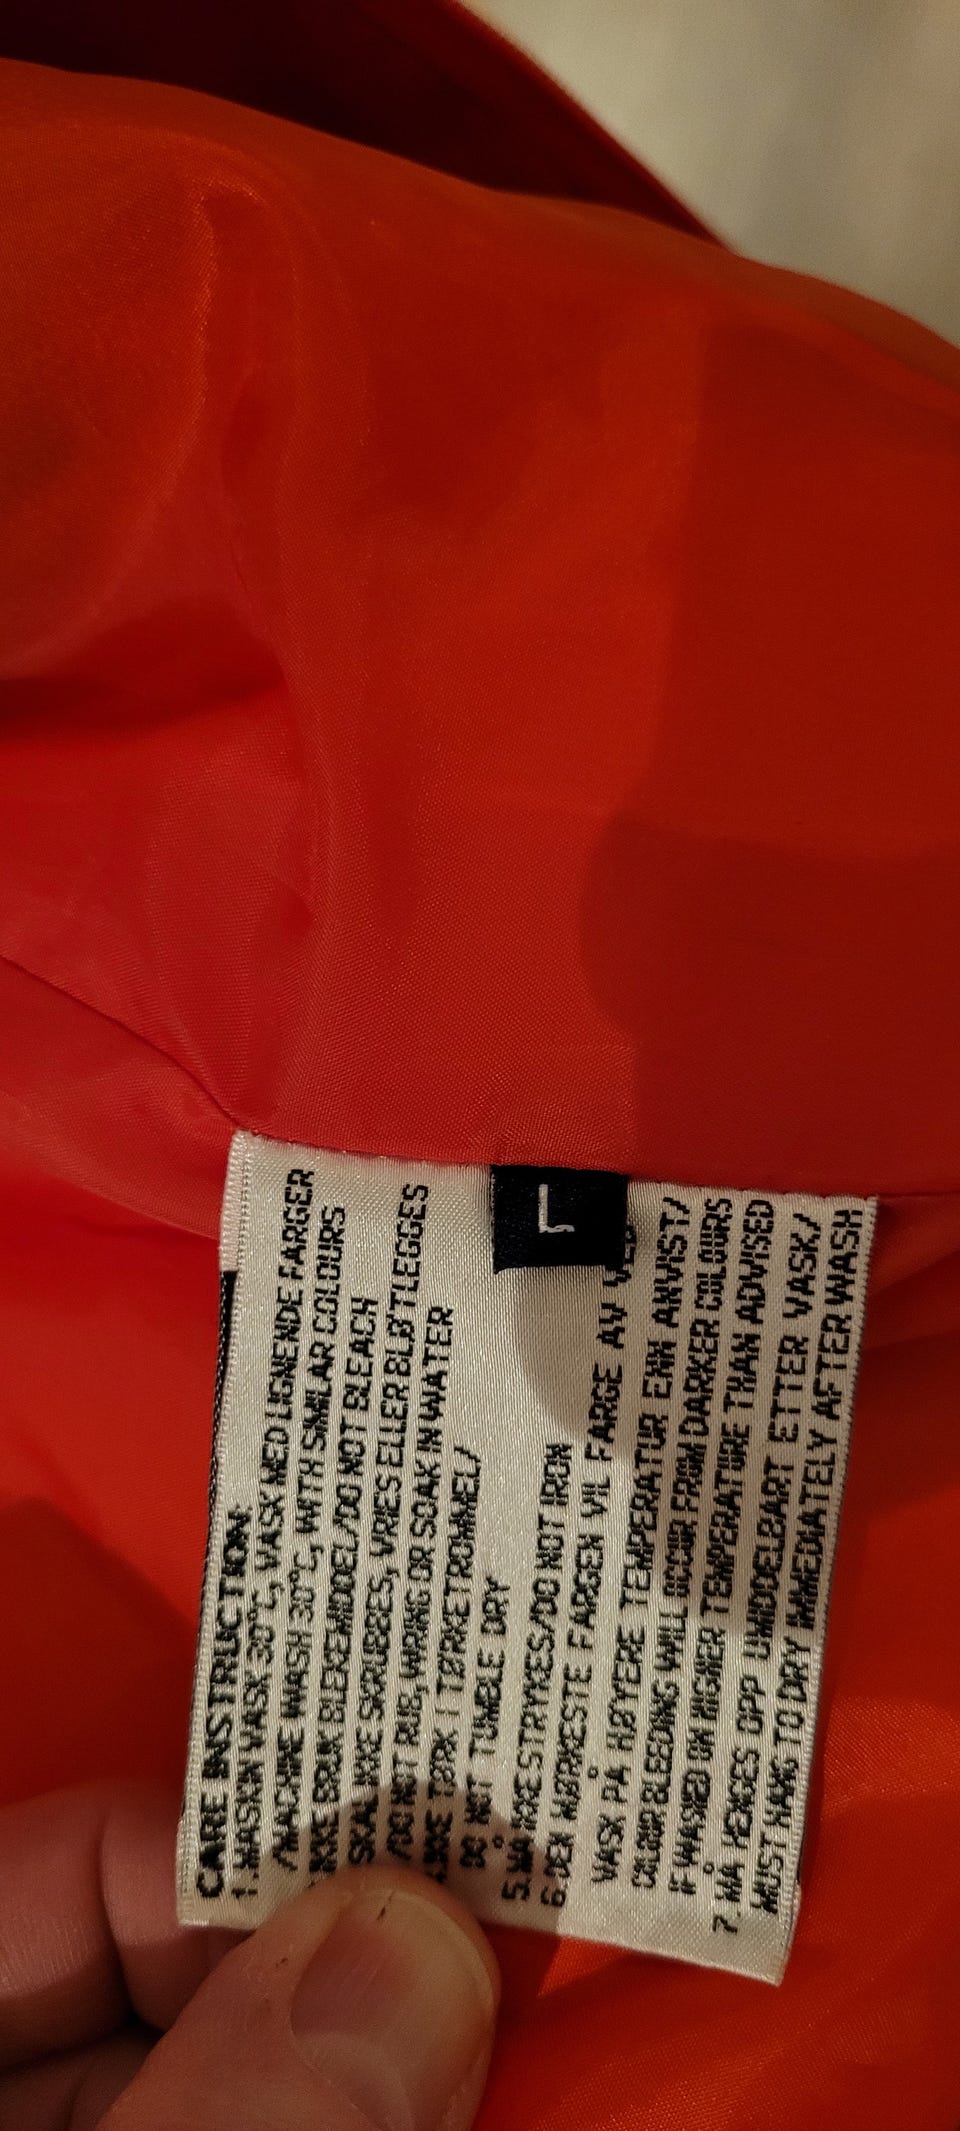 L
CARE INSTRUCTION:
1. MASKIN VASK 30°C, VASK MED LIGNENDE FARGER
/MACHINE WASH 30°C, WITH SIMILAR COLOURS
BRUK BLEKEMIDDEL/DO NOT BLEACH
SKAL IKKE SKRUBBES, VRIES ELLER BLØTLEGGES
/DO NOT RUB, WRING OR SOAK IN WATER
IKKE TØRK I TØRRETROMMEL/
DO NOT TUMBLE DRY
5. MÅ IKKE STRYKES/DO NOT IRON
6. DEN MØRKESTE FARGEN VIL FARGE AV VED
VASK PÅ HØYERE TEMPERATUR ENN ANVIST/
COLOUR BLEEDING WILL OCCUR FROM DARKER COLOURS
IF WASHED ON HIGHER TEMPERATURE THAN ADVISED
7. MÅ HENGES OPP UMIDDELBART ETTER VASK/
MUST HANG TO DRY IMMEDIATELY AFTER WASH